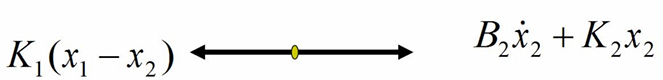 K₁(x₁ − x₂)
B₂ẋ₂ + K₂x₂